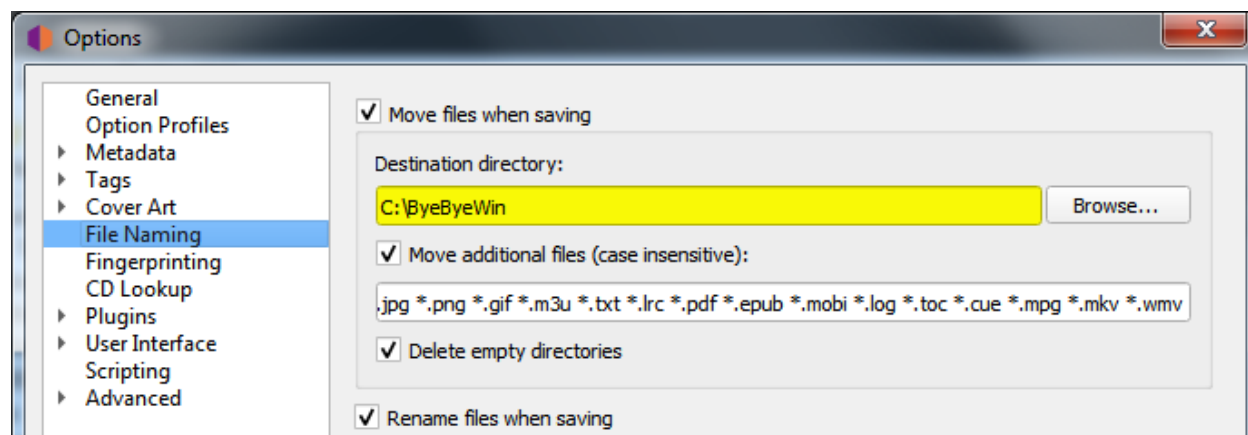 Options
General
Option Profiles
Metadata
Tags
Cover Art
File Naming
Fingerprinting
CD Lookup
Plugins
User Interface
Scripting
Advanced
Move files when saving
Destination directory:
C:\ByeByeWin
Browse...
Move additional files (case insensitive):
.jpg *.png *.gif *.m3u *.txt *.lrc *.pdf *.epub *.mobi *.log *.toc *.cue *.mpg *.mkv *.wmv
Delete empty directories
Rename files when saving